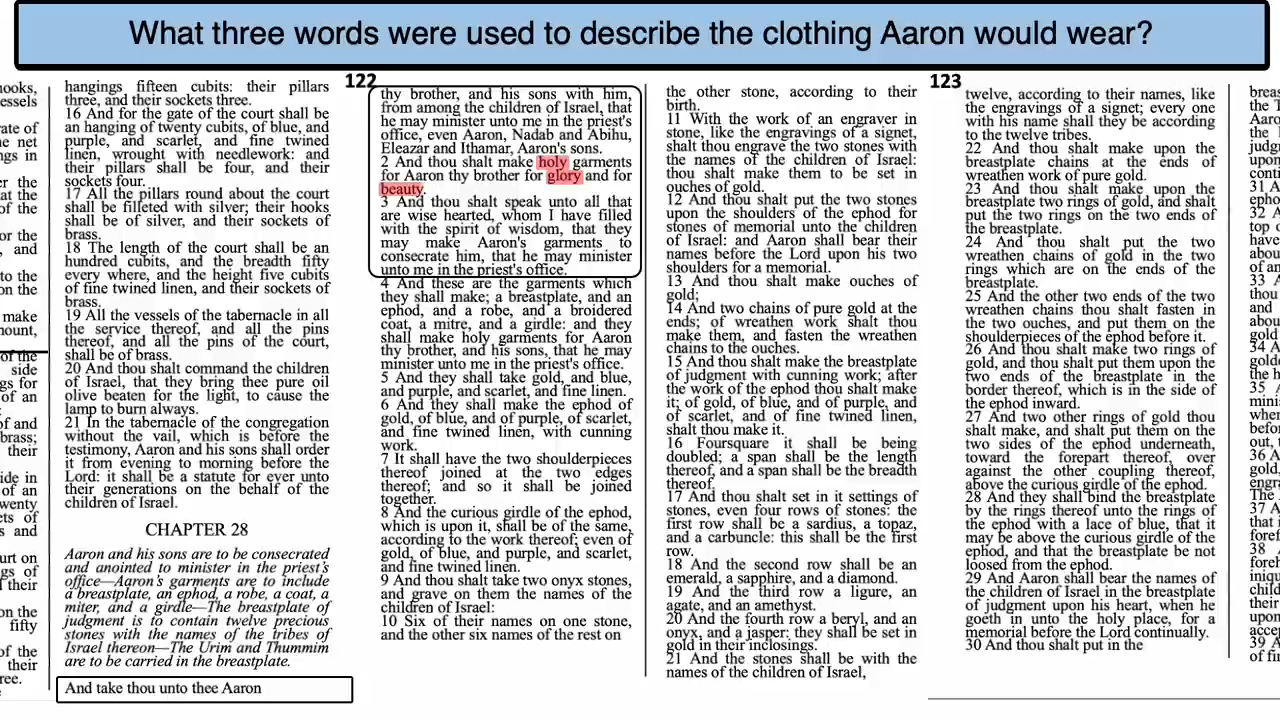 What three words were used to describe the clothing Aaron would wear?
ate of
e net
ngs in
er the
at the
of the
or the
, and
to the
on the
make
nount,
of the
side
gs for
of an
of and
brass;
their
ide in
of an
wenty
ets of
s and
urt on
gs of
their
on the
fifty
of the
their
ree.
hangings fifteen cubits: their pillars
three, and their sockets three.
16 And for the gate of the court shall be
an hanging of twenty cubits, of blue, and
purple, and scarlet, and fine twined
linen, wrought with needlework: and
their pillars shall be four, and their
sockets four.
17 All the pillars round about the court
shall be filleted with silver; their hooks
shall be of silver, and their sockets of
brass.
18 The length of the court shall be an
hundred cubits, and the breadth fifty
every where, and the height five cubits
of fine twined linen, and their sockets of
brass.
19 All the vessels of the tabernacle in all
the service thereof, and all the pins
thereof, and all the pins of the court,
shall be of brass.
20 And thou shalt command the children
of Israel, that they bring thee pure oil
olive beaten for the light, to cause the
lamp to burn always.
21 In the tabernacle of the congregation
without the vail, which is before the
testimony, Aaron and his sons shall order
it from evening to morning before the
Lord: it shall be a statute for ever unto
their generations on the behalf of the
children of Israel.
CHAPTER 28
Aaron and his sons are to be consecrated
and anointed to minister in the priest's
office—Aaron's garments are to include
a breastplate, an ephod, a robe, a coat, a
miter, and a girdle—The breastplate of
judgment is to contain twelve precious
stones with the names of the tribes of
Israel thereon—The Urim and Thummim
are to be carried in the breastplate.
And take thou unto thee Aaron
122
thy brother, and his sons with him,
from among the children of Israel, that
he may minister unto me in the priest's
office, even Aaron, Nadab and Abihu,
Eleazar and Ithamar, Aaron's sons.
2 And thou shalt make holy garments
for Aaron thy brother for glory and for
beauty.
3 And thou shalt speak unto all that
are wise hearted, whom I have filled
with the spirit of wisdom, that they
may make Aaron's garments to
consecrate him, that he may minister
unto me in the priest's office.
4 And these are the garments which
they shall make; a breastplate, and an
ephod, and a robe, and a broidered
coat, a mitre, and a girdle: and they
shall make holy garments for Aaron
thy brother, and his sons, that he may
minister unto me in the priest's office.
5 And they shall take gold, and blue,
and purple, and scarlet, and fine linen.
6 And they shall make the ephod of
gold, of blue, and of purple, of scarlet,
and fine twined linen, with cunning
work.
7 It shall have the two shoulderpieces
thereof joined at the two edges
thereof; and so it shall be joined
together.
8 And the curious girdle of the ephod,
which is upon it, shall be of the same,
according to the work thereof; even of
gold, of blue, and purple, and scarlet,
and fine twined linen.
9 And thou shalt take two onyx stones,
and grave on them the names of the
children of Israel:
10 Six of their names on one stone,
and the other six names of the rest on
the other stone, according to their
birth.
11 With the work of an engraver in
stone, like the engravings of a signet,
shalt thou engrave the two stones with
the names of the children of Israel:
thou shalt make them to be set in
ouches of gold.
12 And thou shalt put the two stones
upon the shoulders of the ephod for
stones of memorial unto the children
of Israel: and Aaron shall bear their
names before the Lord upon his two
shoulders for a memorial.
13 And thou shalt make ouches of
gold;
14 And two chains of pure gold at the
ends; of wreathen work shalt thou
make them, and fasten the wreathen
chains to the ouches.
15 And thou shalt make the breastplate
of judgment with cunning work; after
the work of the ephod thou shalt make
it; of gold, of blue, and of purple, and
of scarlet, and of fine twined linen,
shalt thou make it.
16 Foursquare it shall be being
doubled; a span shall be the length
thereof, and a span shall be the breadth
thereof.
17 And thou shalt set in it settings of
stones, even four rows of stones: the
first row shall be a sardius, a topaz,
and a carbuncle: this shall be the first
row.
18 And the second row shall be an
emerald, a sapphire, and a diamond.
19 And the third row a ligure, an
agate, and an amethyst.
20 And the fourth row a beryl, and an
onyx, and a jasper: they shall be set in
gold in their inclosings.
21 And the stones shall be with the
names of the children of Israel,
123
twelve, according to their names, like
the engravings of a signet; every one
with his name shall they be according
to the twelve tribes.
22 And thou shalt make upon the
breastplate chains at the ends of
wreathen work of pure gold.
23 And thou shalt make upon the
breastplate two rings of gold, and shalt
put the two rings on the two ends of
the breastplate.
24 And thou shalt put the two
wreathen chains of gold in the two
rings which are on the ends of the
breastplate.
25 And the other two ends of the two
wreathen chains thou shalt fasten in
the two ouches, and put them on the
shoulderpieces of the ephod before it.
26 And thou shalt make two rings of
gold, and thou shalt put them upon the
two ends of the breastplate in the
border thereof, which is in the side of
the ephod inward.
27 And two other rings of gold thou
shalt make, and shalt put them on the
two sides of the ephod underneath,
toward the forepart thereof, over
against the other coupling thereof,
above the curious girdle of the ephod.
28 And they shall bind the breastplate
by the rings thereof unto the rings of
the ephod with a lace of blue, that it
may be above the curious girdle of the
ephod, and that the breastplate be not
loosed from the ephod.
29 And Aaron shall bear the names of
the children of Israel in the breastplate
of judgment upon his heart, when he
goeth in unto the holy place, for a
memorial before the Lord continually.
30 And thou shalt put in the